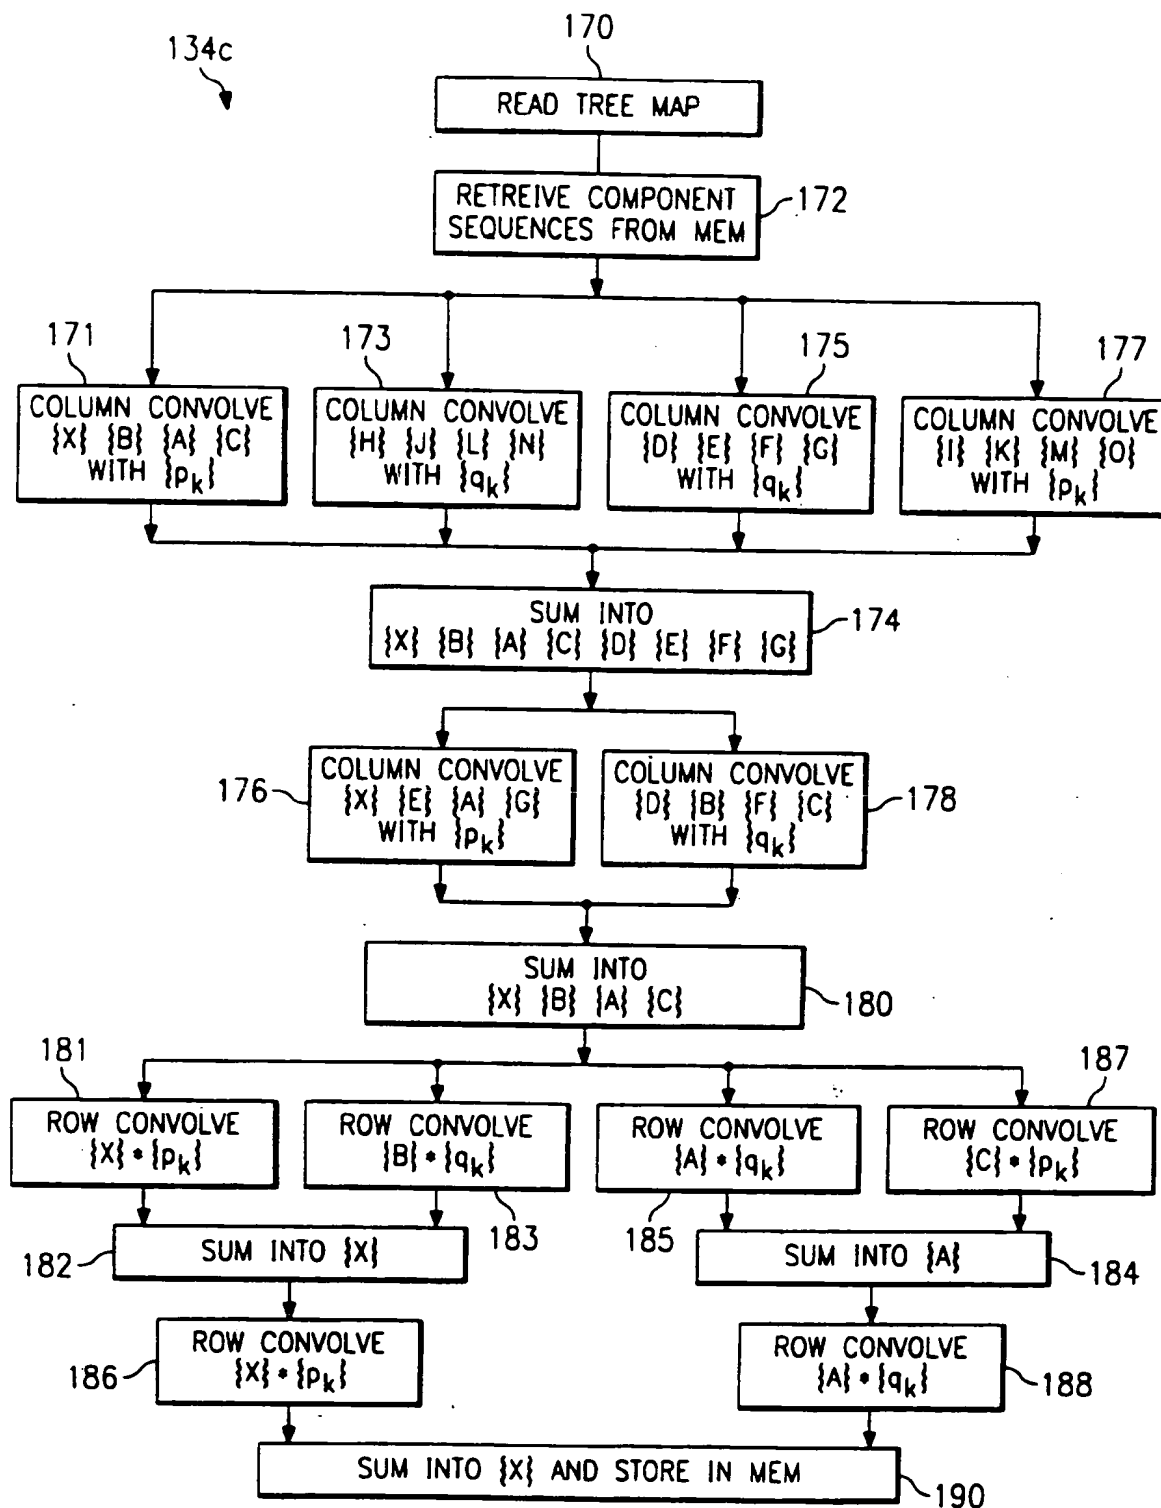 134c
170
READ TREE MAP
RETREIVE COMPONENT
SEQUENCES FROM MEM
172
171
COLUMN CONVOLVE
{X} {B} {A} {C}
WITH {pk}
173
COLUMN CONVOLVE
{H} {J} {L} {N}
WITH {qk}
175
COLUMN CONVOLVE
{D} {E} {F} {G}
WITH {qk}
177
COLUMN CONVOLVE
{I} {K} {M} {O}
WITH {pk}
SUM INTO
{X} {B} {A} {C} {D} {E} {F} {G}
174
176
COLUMN CONVOLVE
{X} {E} {A} {G}
WITH {pk}
COLUMN CONVOLVE
{D} {B} {F} {C}
WITH {qk}
178
SUM INTO
{X} {B} {A} {C}
180
181
ROW CONVOLVE
{X} * {pk}
ROW CONVOLVE
{B} * {qk}
183
ROW CONVOLVE
{A} * {qk}
185
187
ROW CONVOLVE
{C} * {pk}
182
SUM INTO {X}
SUM INTO {A}
184
186
ROW CONVOLVE
{X} * {pk}
ROW CONVOLVE
{A} * {qk}
188
SUM INTO {X} AND STORE IN MEM
190